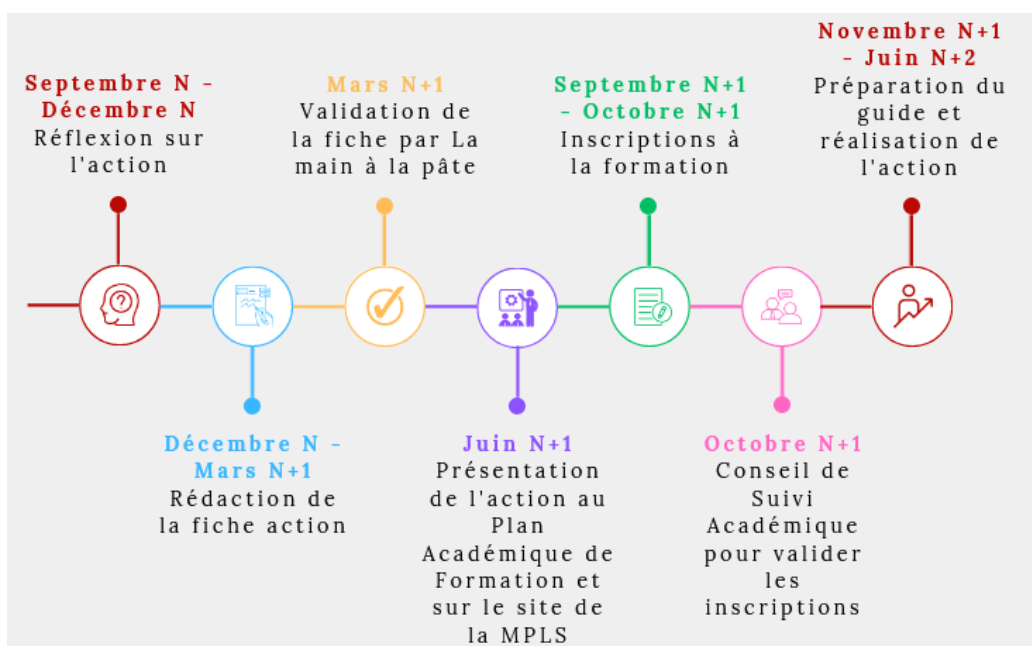 Septembre N -
Décembre N
Réflexion sur
l'action
Décembre N -
Mars N+1
Rédaction de
la fiche action
Mars N+1
Validation de
la fiche par La
main à la pâte
Juin N+1
Présentation
de l'action au
Plan
Académique de
Formation et
sur le site de
la MPLS
Septembre N+1
- Octobre N+1
Inscriptions à
la formation
Octobre N+1
Conseil de
Suivi
Académique
pour valider
les
inscriptions
Novembre N+1
- Juin N+2
Préparation du
guide et
réalisation de
l'action